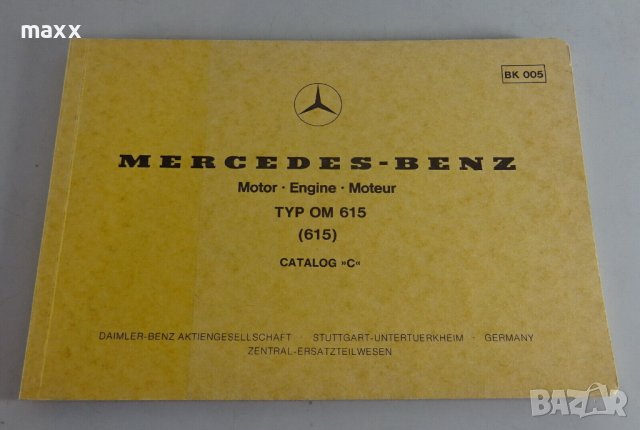 maxx
BK 005
MERCEDES-BENZ
Motor · Engine · Moteur
TYP OM 615
(615)
CATALOG »C«
DAIMLER-BENZ AKTIENGESELLSCHAFT · STUTTGART-UNTERTUERKHEIM · GERMANY
ZENTRAL-ERSATZTEILWESEN
BAZAR